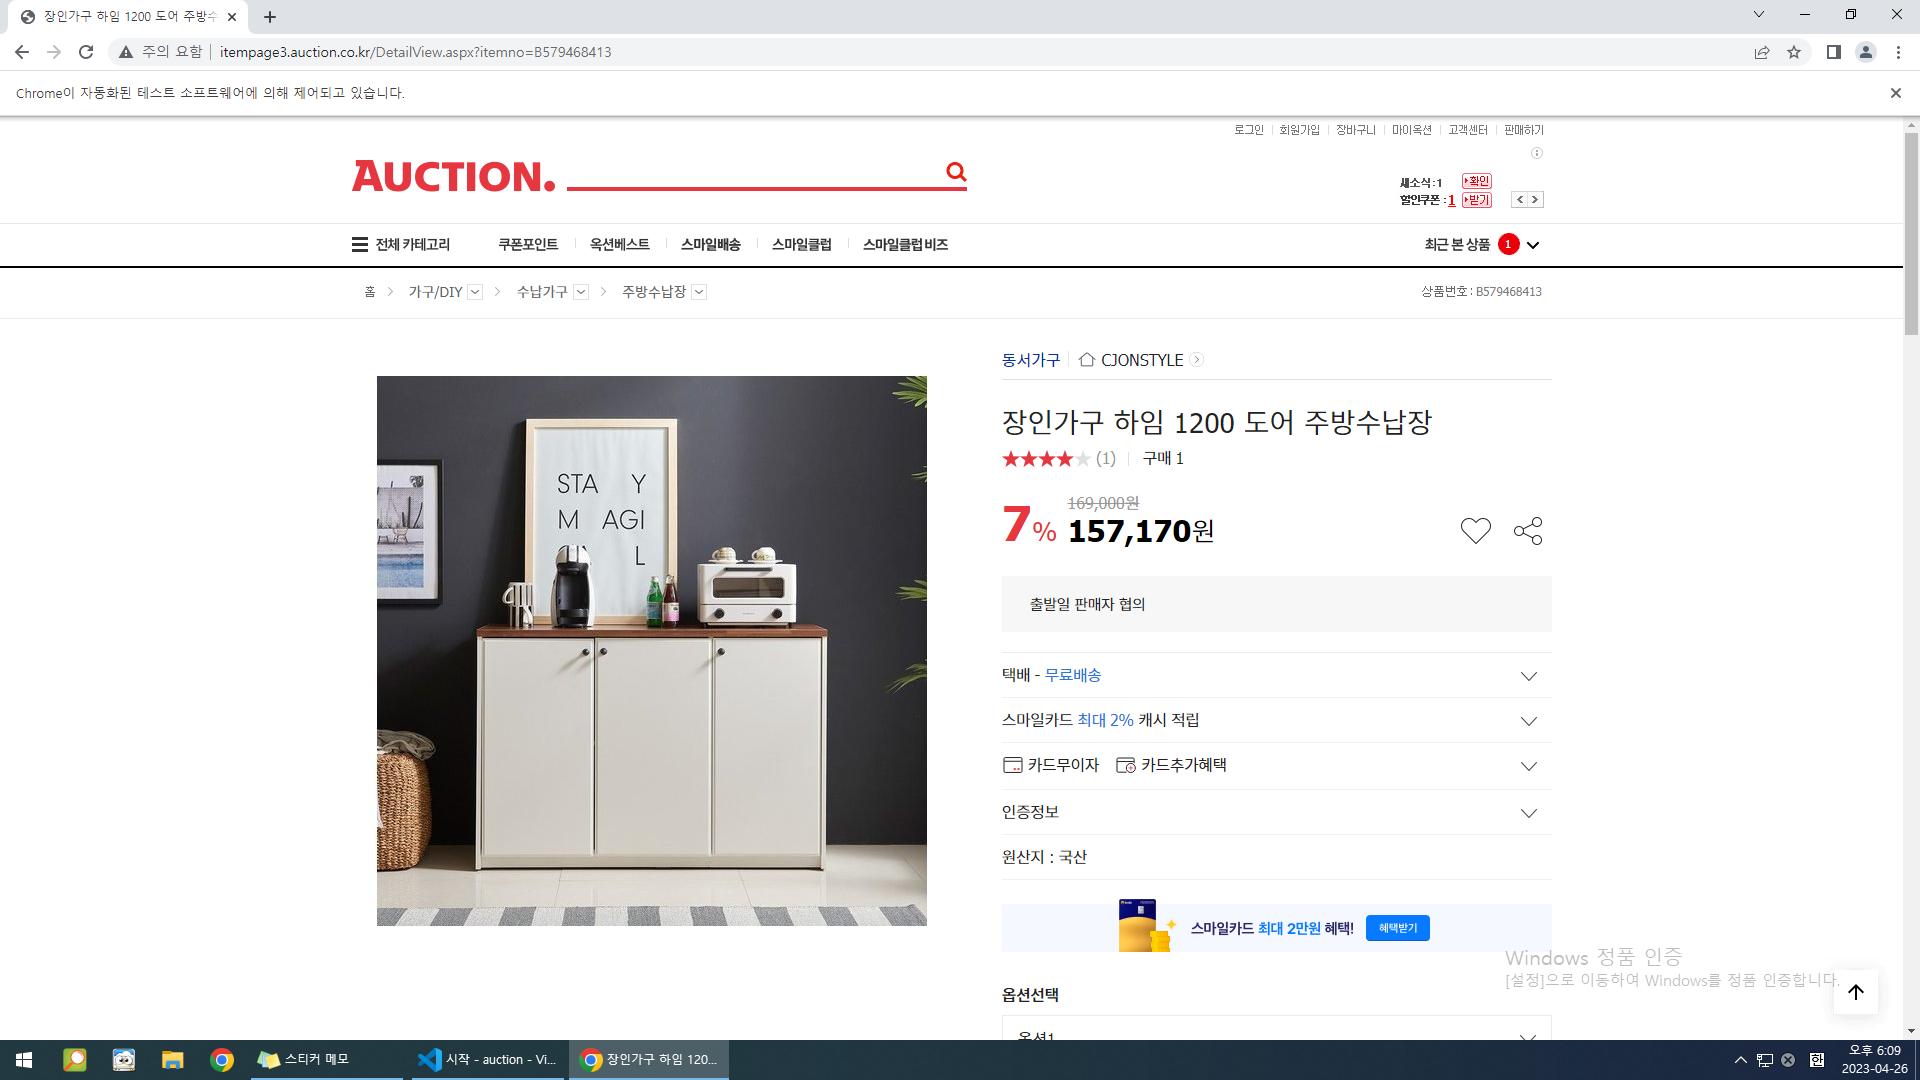 장인가구 하임 1200 도어 주방수
주의 요함
itempage3.auction.co.kr/DetailView.aspx?itemno=B579468413
Chrome이 자동화된 테스트 소프트웨어에 의해 제어되고 있습니다.
로그인 회원가입 장바구니 마이옥션 고객센터 판매하기
AUCTION.
새소식 : 1 확인
할인쿠폰 : 1 받기
전체 카테고리 쿠폰포인트 옥션베스트 스마일배송 스마일클럽 스마일클럽 비즈 최근 본 상품 1
홈 > 가구/DIY > 수납가구 > 주방수납장 상품번호 : B579468413
동서가구 CJONSTYLE
장인가구 하임 1200 도어 주방수납장
(1) 구매 1
169,000원
7% 157,170원
STA Y
M AGI
L
출발일 판매자 협의
택배 - 무료배송
스마일카드 최대 2% 캐시 적립
카드무이자 카드추가혜택
인증정보
원산지 : 국산
스마일카드 최대 2만원 혜택! 혜택받기
Windows 정품 인증
[설정]으로 이동하여 Windows를 정품 인증합니다.
옵션선택
옵션1
스티커 메모
시작 - auction - Vi...
장인가구 하임 120...
한
오후 6:09
2023-04-26